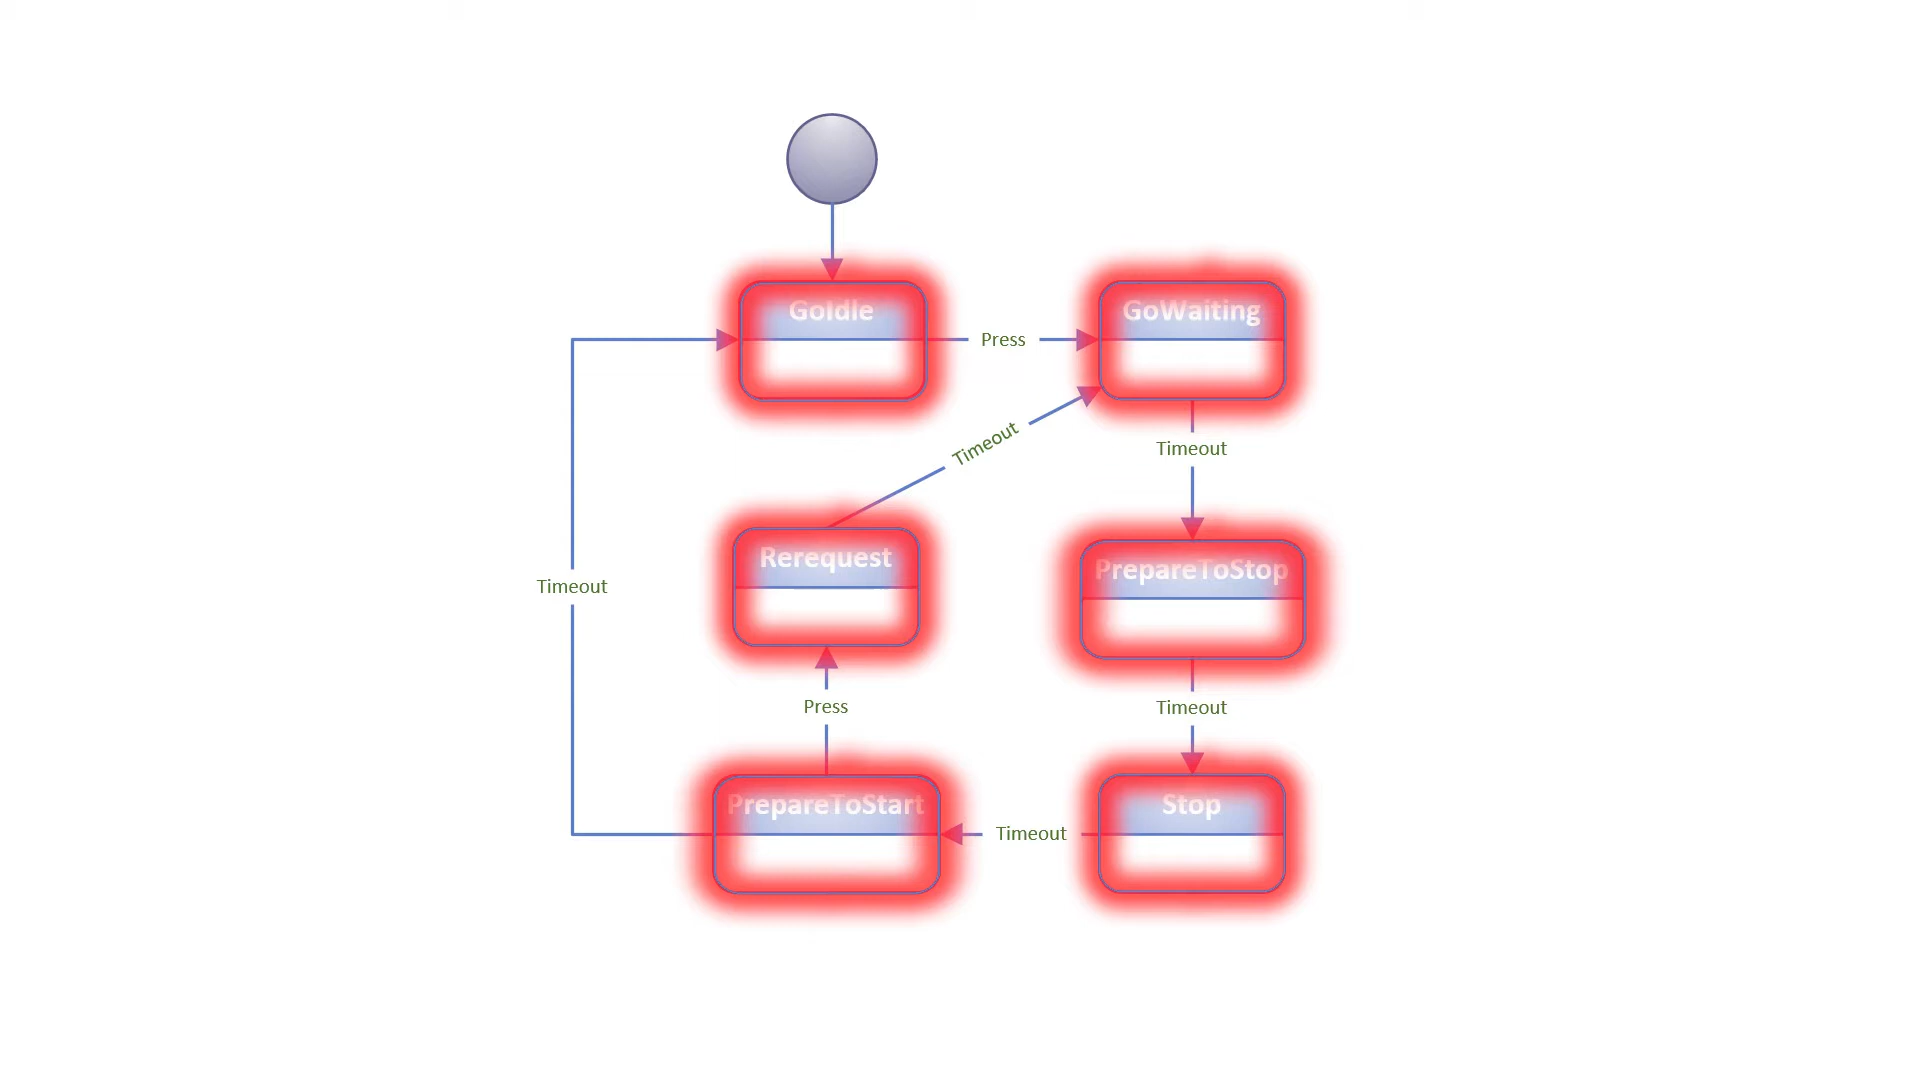 GoIdle
Press
GoWaiting
Timeout
Timeout
Rerequest
PrepareToStop
Timeout
Press
Timeout
PrepareToStart
Timeout
Stop